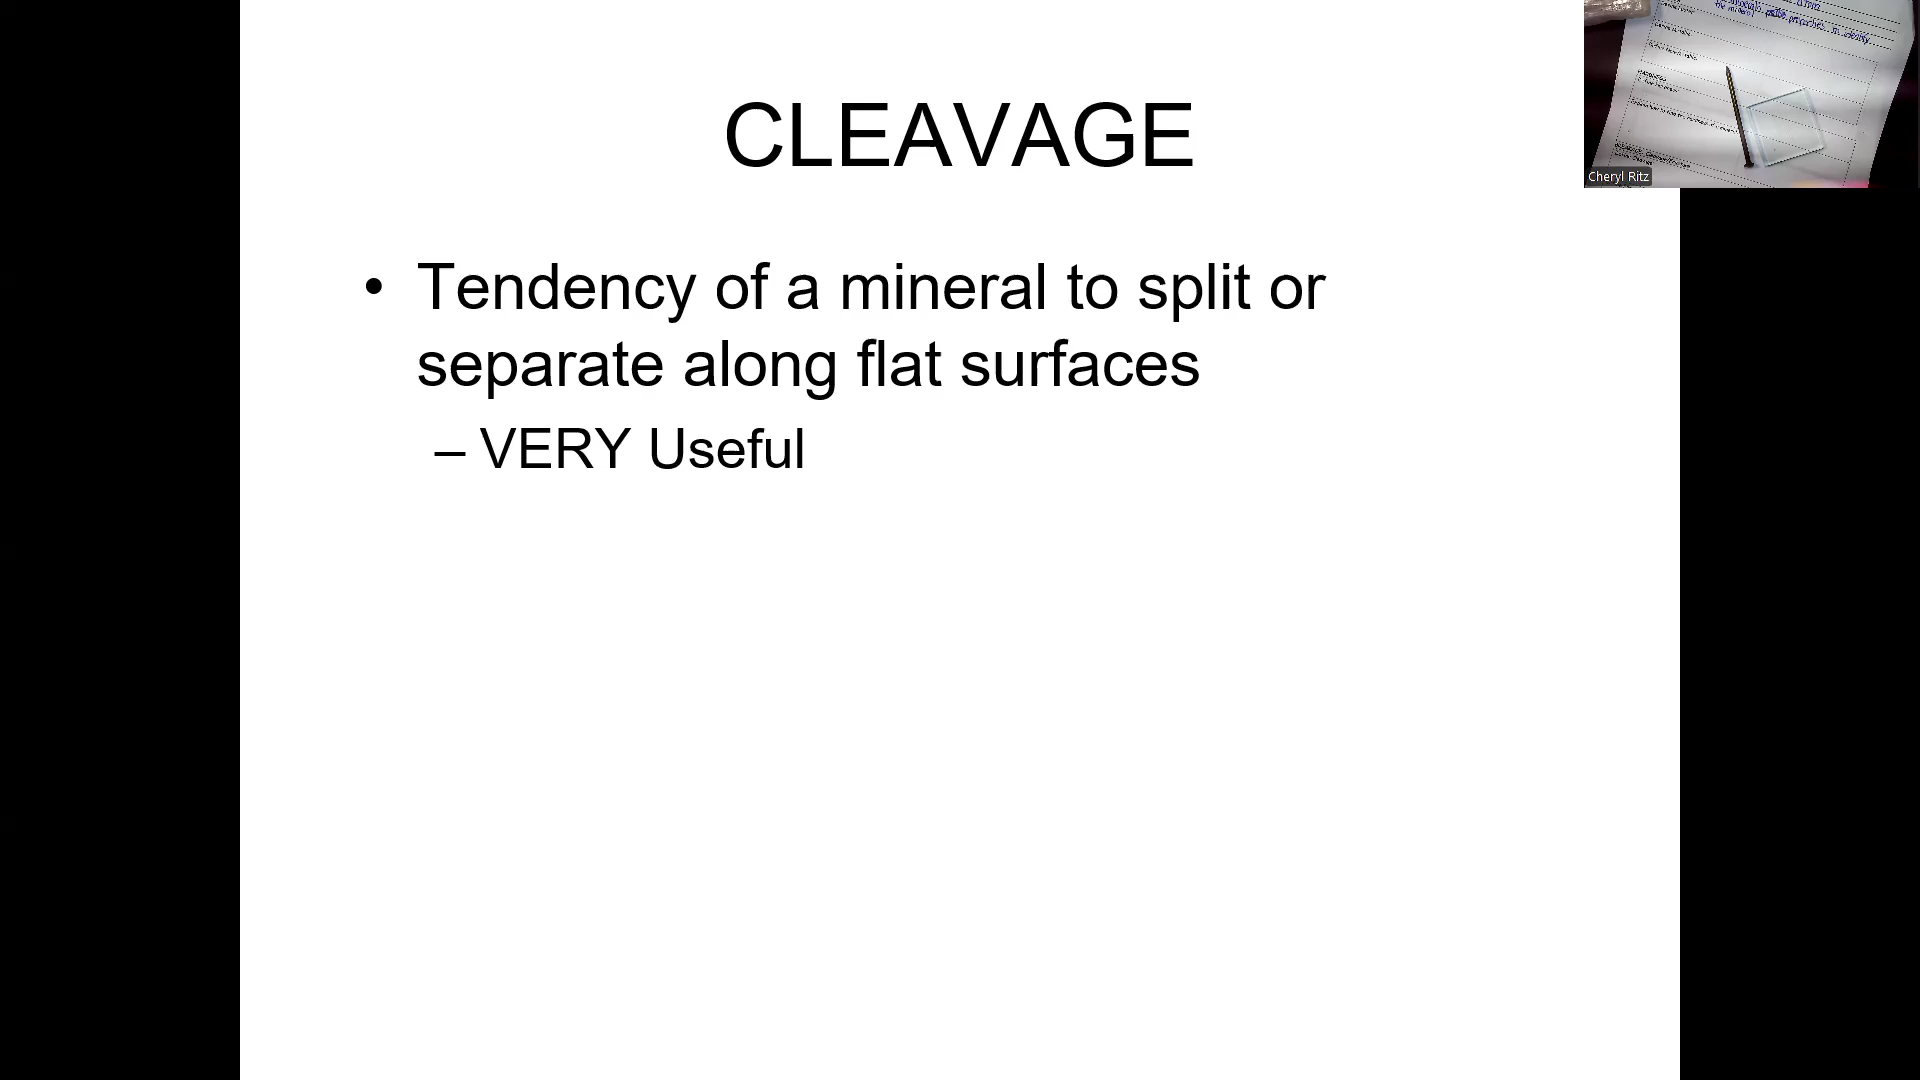 CLEAVAGE
• Tendency of a mineral to split or
separate along flat surfaces
– VERY Useful
Cheryl Ritz